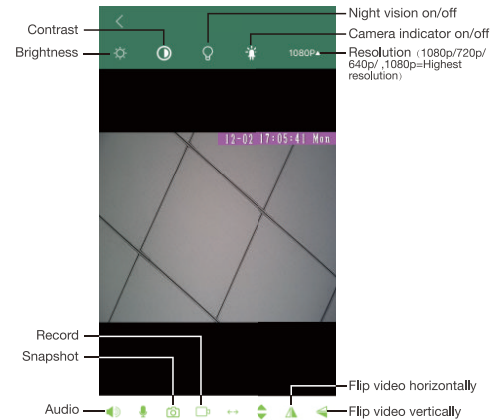 Night vision on/off
Contrast
Camera indicator on/off
Brightness
1080P
Resolution (1080p/720p/
640p/ ,1080p=Highest
resolution)
12-02 17:05:41 Mon
Record
Snapshot
Flip video horizontally
Audio
Flip video vertically